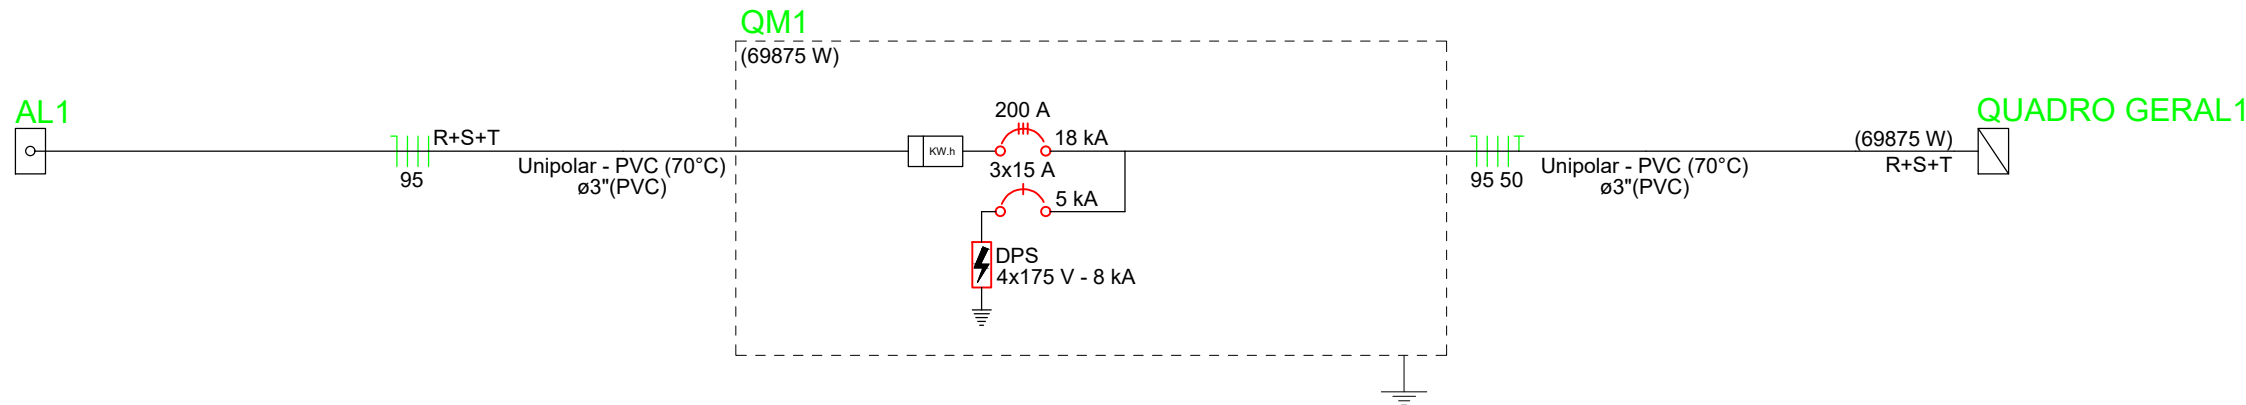 QM1
(69875 W)
AL1
R+S+T
95
Unipolar - PVC (70°C)
ø3"(PVC)
KW.h
200 A
18 kA
3x15 A
5 kA
DPS
4x175 V - 8 kA
95 50
Unipolar - PVC (70°C)
ø3"(PVC)
QUADRO GERAL1
(69875 W)
R+S+T